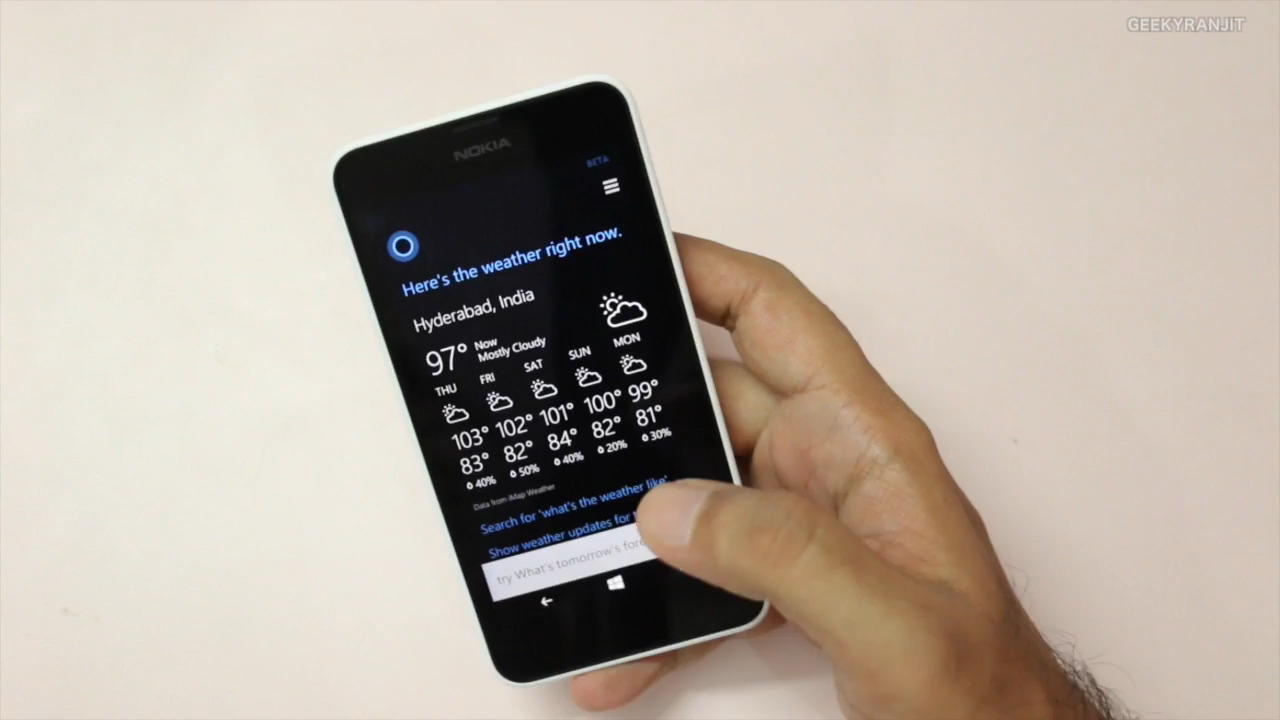 GEEKYRANJIT
NOKIA
BETA
Here's the weather right now.
Hyderabad, India
97° Now
Mostly Cloudy
THU FRI SAT SUN MON
103° 102° 101° 100° 99°
83° 82° 84° 82° 81°
40% 50% 40% 20% 30%
Data from iMap Weather
Search for 'what's the weather like'
Show weather updates for
try What's tomorrow's